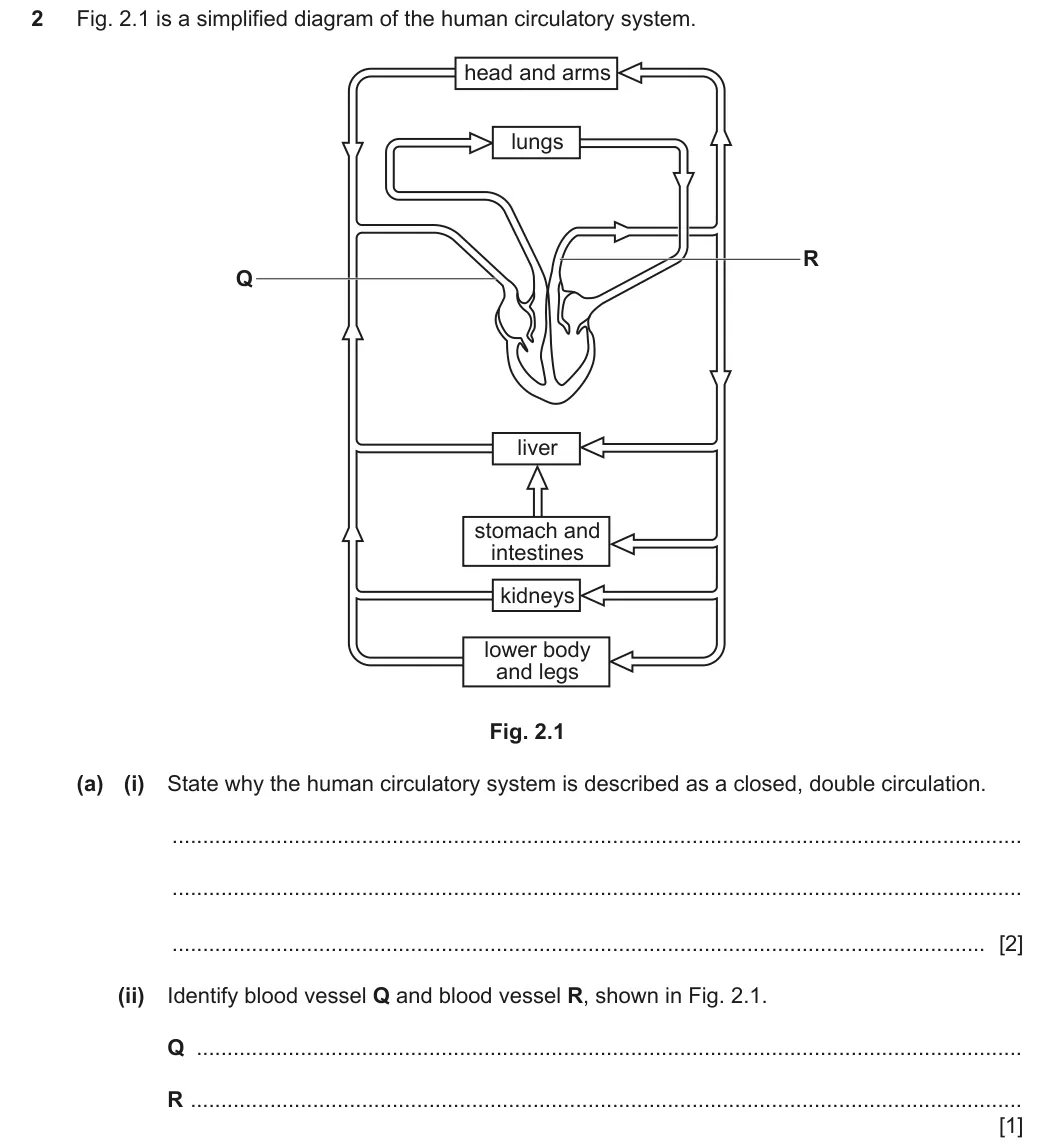 2 Fig. 2.1 is a simplified diagram of the human circulatory system.
head and arms
lungs
Q
R
liver
stomach and
intestines
kidneys
lower body
and legs
Fig. 2.1
(a) (i) State why the human circulatory system is described as a closed, double circulation.
..........................................................................................................................................
..........................................................................................................................................
.................................................................................................................................... [2]
(ii) Identify blood vessel Q and blood vessel R, shown in Fig. 2.1.
Q ......................................................................................................................................
R .......................................................................................................................................
[1]